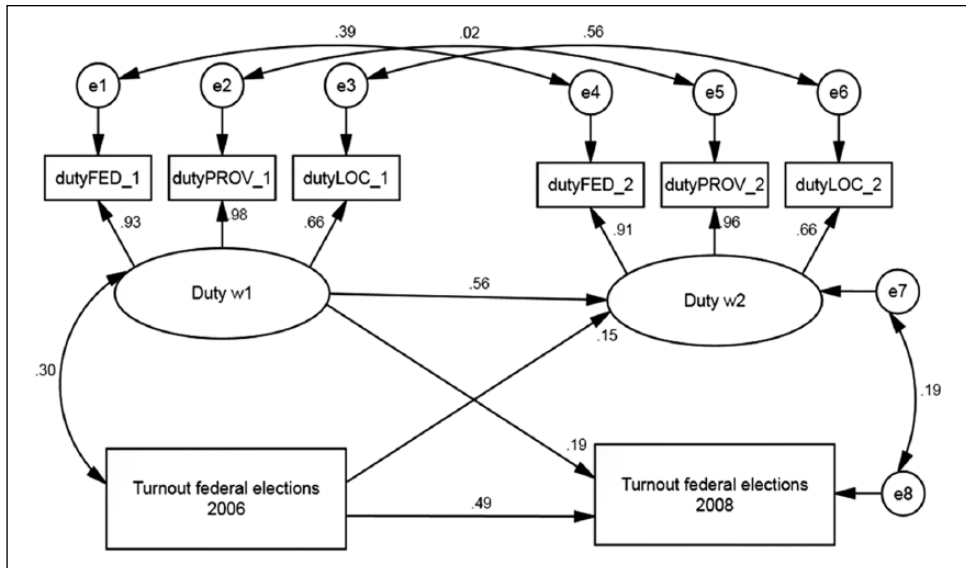 .39
.02
.56
e1
e2
e3
e4
e5
e6
dutyFED_1
dutyPROV_1
dutyLOC_1
dutyFED_2
dutyPROV_2
dutyLOC_2
.93
.98
.66
.91
.96
.66
Duty w1
.56
Duty w2
e7
.15
.30
.19
.19
Turnout federal elections
2006
.49
Turnout federal elections
2008
e8